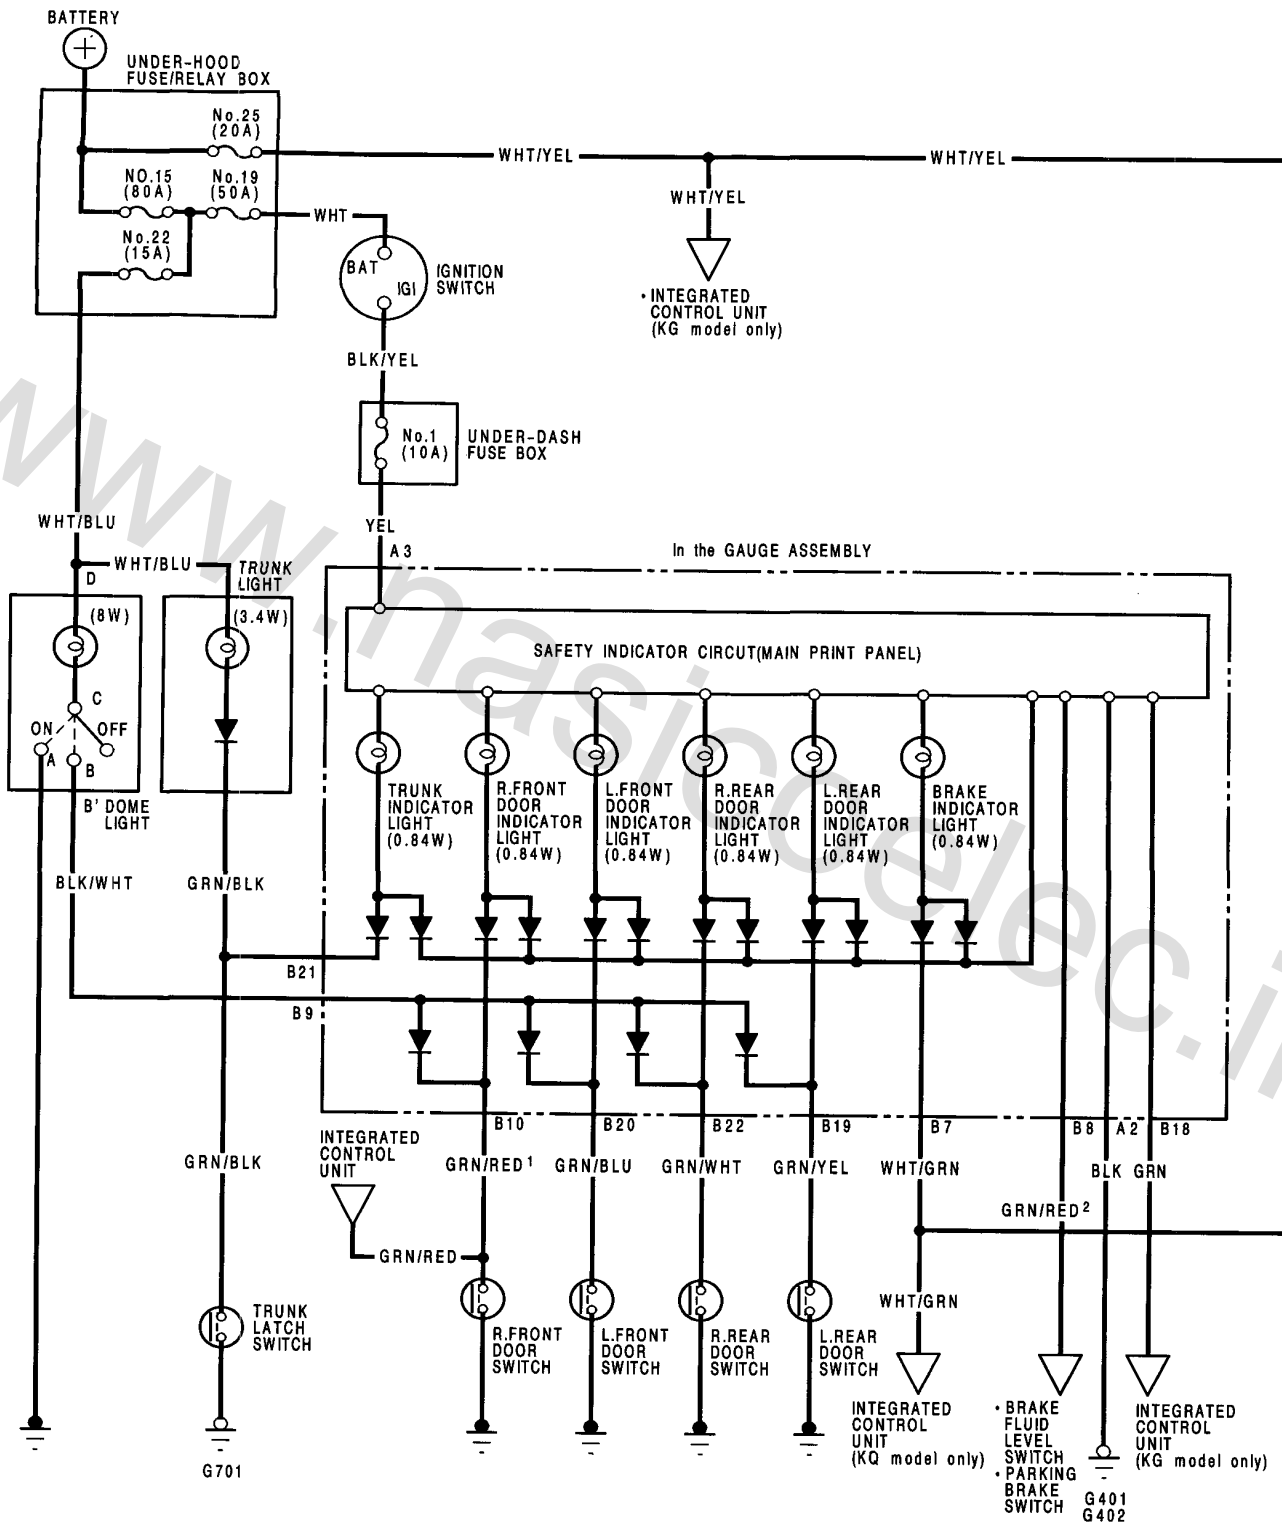 BATTERY
UNDER-HOOD
FUSE/RELAY BOX
No.25
(20A)
WHT/YEL
WHT/YEL
NO.15
(80A)
No.19
(50A)
WHT
WHT/YEL
No.22
(15A)
BAT
IGI
IGNITION
SWITCH
• INTEGRATED
CONTROL UNIT
(KG model only)
BLK/YEL
No.1
(10A)
UNDER-DASH
FUSE BOX
WHT/BLU
YEL
A3
In the GAUGE ASSEMBLY
WHT/BLU
D
TRUNK
LIGHT
(8W)
(3.4W)
SAFETY INDICATOR CIRCUT(MAIN PRINT PANEL)
C
ON
OFF
A
B
B' DOME
LIGHT
TRUNK
INDICATOR
LIGHT
(0.84W)
R.FRONT
DOOR
INDICATOR
LIGHT
(0.84W)
L.FRONT
DOOR
INDICATOR
LIGHT
(0.84W)
R.REAR
DOOR
INDICATOR
LIGHT
(0.84W)
L.REAR
DOOR
INDICATOR
LIGHT
(0.84W)
BRAKE
INDICATOR
LIGHT
(0.84W)
BLK/WHT
GRN/BLK
B21
B9
B10
B20
B22
B19
B7
B8
A2
B18
INTEGRATED
CONTROL
UNIT
GRN/BLK
GRN/RED 1
GRN/BLU
GRN/WHT
GRN/YEL
WHT/GRN
BLK
GRN
GRN/RED 2
GRN/RED
WHT/GRN
TRUNK
LATCH
SWITCH
R.FRONT
DOOR
SWITCH
L.FRONT
DOOR
SWITCH
R.REAR
DOOR
SWITCH
L.REAR
DOOR
SWITCH
INTEGRATED
CONTROL
UNIT
(KQ model only)
• BRAKE
FLUID
LEVEL
SWITCH
• PARKING
BRAKE
SWITCH
INTEGRATED
CONTROL
UNIT
(KG model only)
G701
G401
G402
www.nasiccelec.ir